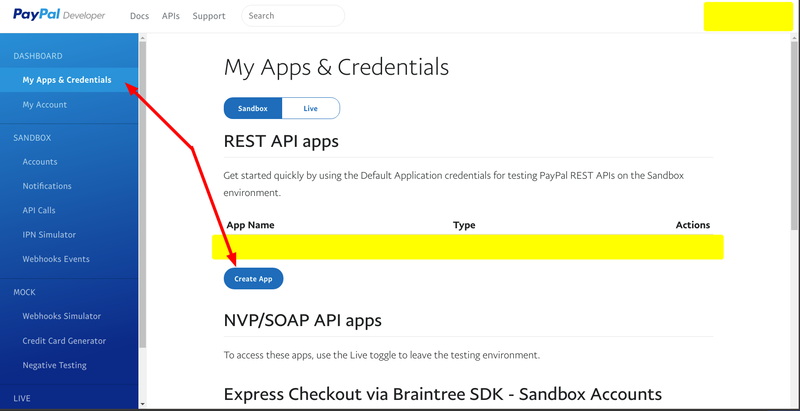 PayPal Developer
Docs APIs Support Search
DASHBOARD
My Apps & Credentials
My Account
SANDBOX
Accounts
Notifications
API Calls
IPN Simulator
Webhooks Events
MOCK
Webhooks Simulator
Credit Card Generator
Negative Testing
LIVE
My Apps & Credentials
Sandbox Live
REST API apps
Get started quickly by using the Default Application credentials for testing PayPal REST APIs on the Sandbox
environment.
App Name Type Actions
Create App
NVP/SOAP API apps
To access these apps, use the Live toggle to leave the testing environment.
Express Checkout via Braintree SDK - Sandbox Accounts